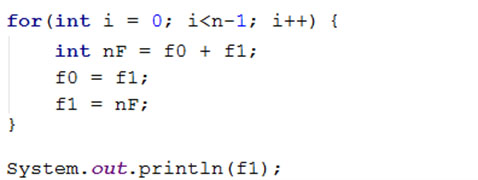 for(int i = 0; i<n-1; i++) {
    int nF = f0 + f1;
    f0 = f1;
    f1 = nF;
}
System.out.println(f1);